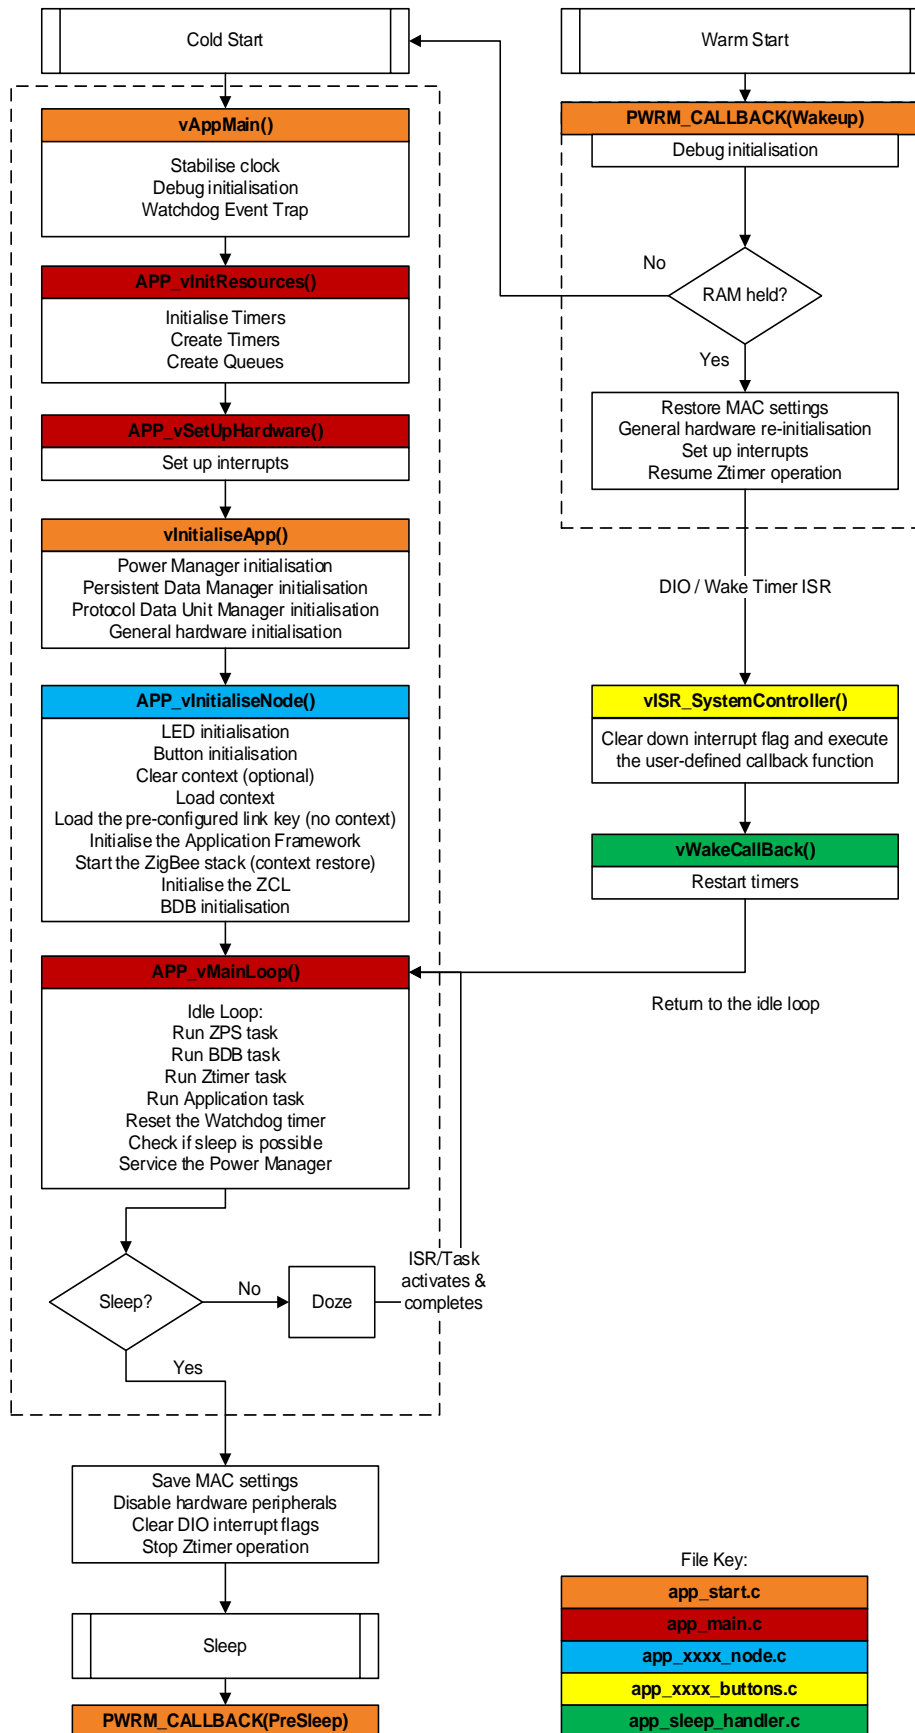 Cold Start
vAppMain()
Stabilise clock
Debug initialisation
Watchdog Event Trap
APP_vInitResources()
Initialise Timers
Create Timers
Create Queues
APP_vSetUpHardware()
Set up interrupts
vInitialiseApp()
Power Manager initialisation
Persistent Data Manager initialisation
Protocol Data Unit Manager initialisation
General hardware initialisation
APP_vInitialiseNode()
LED initialisation
Button initialisation
Clear context (optional)
Load context
Load the pre-configured link key (no context)
Initialise the Application Framework
Start the ZigBee stack (context restore)
Initialise the ZCL
BDB initialisation
APP_vMainLoop()
Idle Loop:
Run ZPS task
Run BDB task
Run Ztimer task
Run Application task
Reset the Watchdog timer
Check if sleep is possible
Service the Power Manager
Sleep?
No
Doze
ISR/Task
activates &
completes
Yes
Save MAC settings
Disable hardware peripherals
Clear DIO interrupt flags
Stop Ztimer operation
Sleep
PWRM_CALLBACK(PreSleep)
Warm Start
PWRM_CALLBACK(Wakeup)
Debug initialisation
No
RAM held?
Yes
Restore MAC settings
General hardware re-initialisation
Set up interrupts
Resume Ztimer operation
DIO / Wake Timer ISR
vISR_SystemController()
Clear down interrupt flag and execute
the user-defined callback function
vWakeCallBack()
Restart timers
Return to the idle loop
File Key:
app_start.c
app_main.c
app_xxxx_node.c
app_xxxx_buttons.c
app_sleep_handler.c